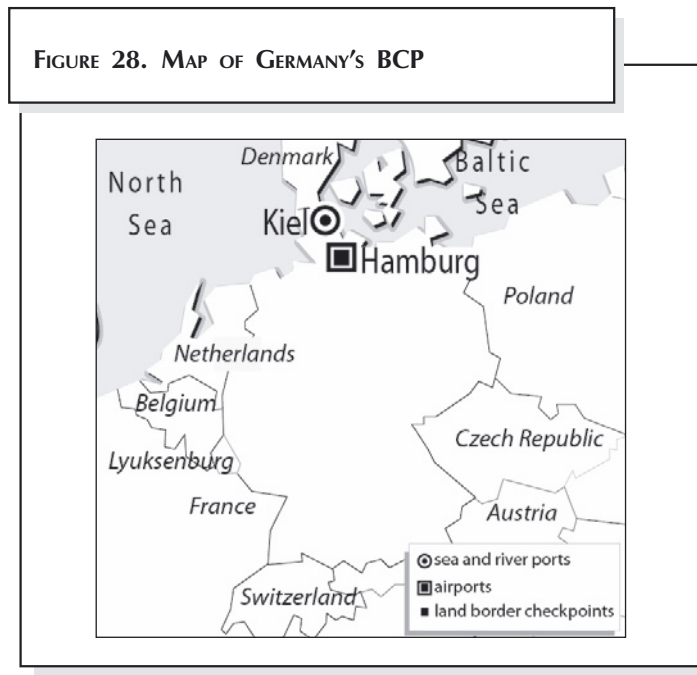 FIGURE 28. MAP OF GERMANY'S BCP
Denmark
Baltic
Sea
North
Sea
Kiel
Hamburg
Poland
Netherlands
Belgium
Czech Republic
Lyuksenburg
France
Austria
sea and river ports
airports
land border checkpoints
Switzerland